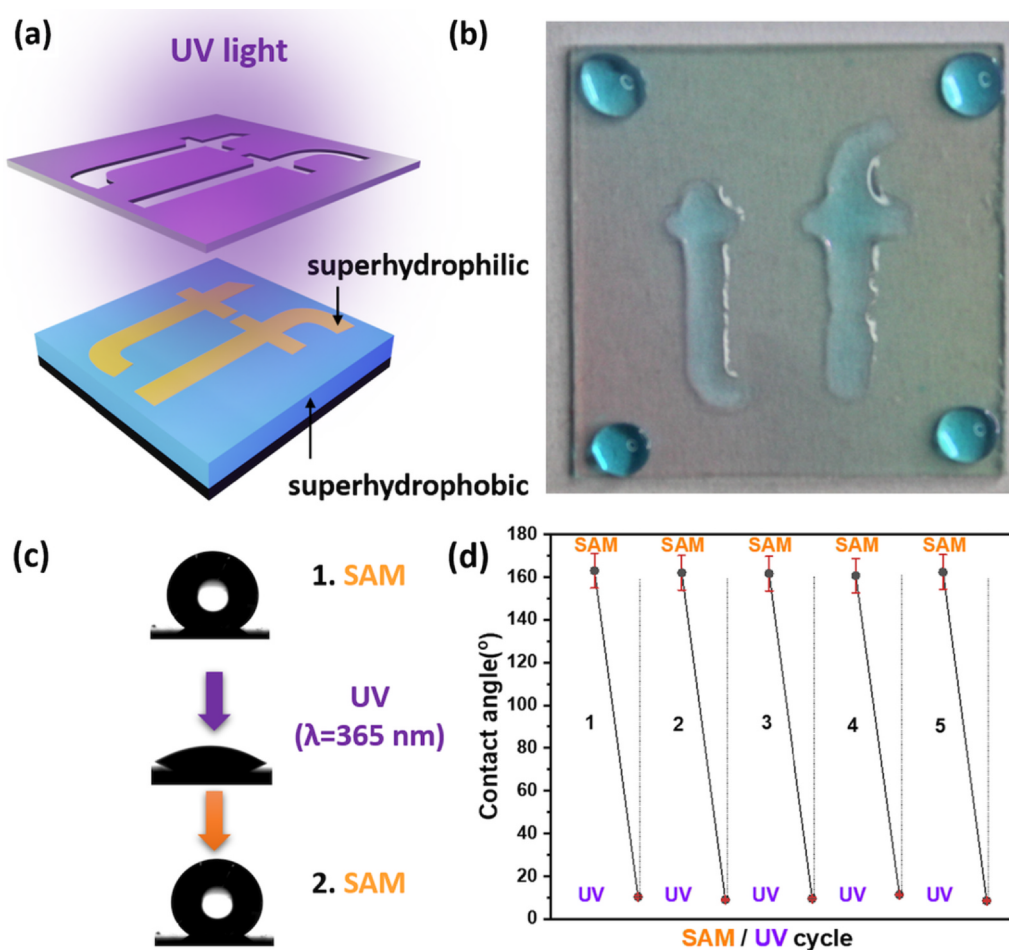 (a)
UV light
superhydrophilic
superhydrophobic
(b)
tf
(c)
1. SAM
UV
(λ=365 nm)
2. SAM
(d)
Contact angle(º)
180
160
140
120
100
80
60
40
20
0
SAM SAM SAM SAM SAM
1 2 3 4 5
UV UV UV UV UV
SAM / UV cycle